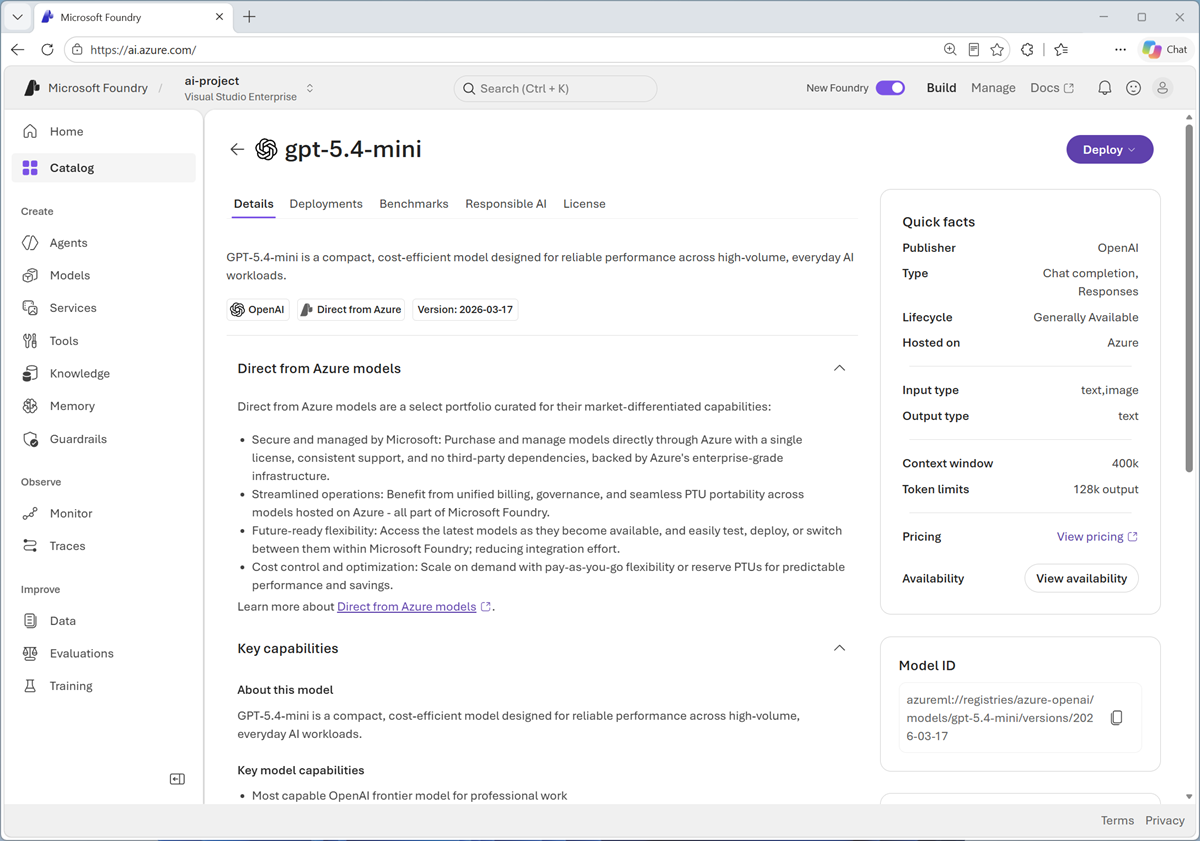 Microsoft Foundry
https://ai.azure.com/
Chat
Microsoft Foundry
/
ai-project
Visual Studio Enterprise
Search (Ctrl + K)
New Foundry
Build
Manage
Docs
Home
Catalog
Create
Agents
Models
Services
Tools
Knowledge
Memory
Guardrails
Observe
Monitor
Traces
Improve
Data
Evaluations
Training
gpt-5.4-mini
Deploy
Details
Deployments
Benchmarks
Responsible AI
License
GPT-5.4-mini is a compact, cost-efficient model designed for reliable performance across high-volume, everyday AI
workloads.
OpenAI
Direct from Azure
Version: 2026-03-17
Direct from Azure models
Direct from Azure models are a select portfolio curated for their market-differentiated capabilities:
• Secure and managed by Microsoft: Purchase and manage models directly through Azure with a single
license, consistent support, and no third-party dependencies, backed by Azure's enterprise-grade
infrastructure.
• Streamlined operations: Benefit from unified billing, governance, and seamless PTU portability across
models hosted on Azure - all part of Microsoft Foundry.
• Future-ready flexibility: Access the latest models as they become available, and easily test, deploy, or switch
between them within Microsoft Foundry; reducing integration effort.
• Cost control and optimization: Scale on demand with pay-as-you-go flexibility or reserve PTUs for predictable
performance and savings.
Learn more about Direct from Azure models.
Key capabilities
About this model
GPT-5.4-mini is a compact, cost-efficient model designed for reliable performance across high-volume,
everyday AI workloads.
Key model capabilities
• Most capable OpenAI frontier model for professional work
Quick facts
Publisher OpenAI
Type Chat completion,
Responses
Lifecycle Generally Available
Hosted on Azure
Input type text,image
Output type text
Context window 400k
Token limits 128k output
Pricing View pricing
Availability View availability
Model ID
azureml://registries/azure-openai/
models/gpt-5.4-mini/versions/202
6-03-17
Terms Privacy